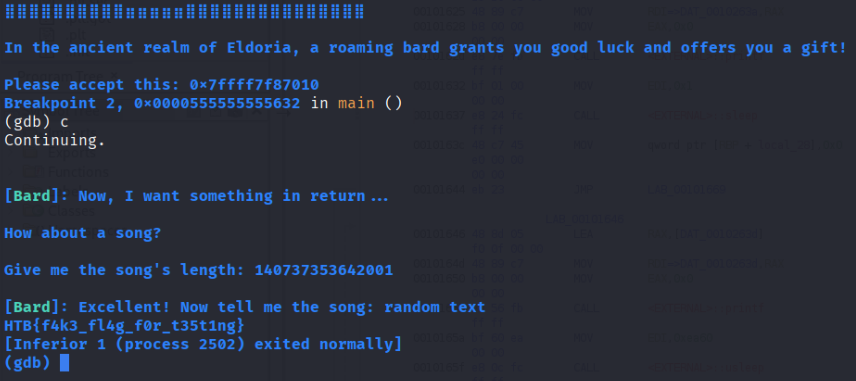 In the ancient realm of Eldoria, a roaming bard grants you good luck and offers you a gift!
Please accept this: 0x7ffff7f87010
Breakpoint 2, 0x0000555555555632 in main ()
(gdb) c
Continuing.
[Bard]: Now, I want something in return...
How about a song?
Give me the song's length: 140737353642001
[Bard]: Excellent! Now tell me the song: random text
HTB{f4k3_fl4g_f0r_t35t1ng}
[Inferior 1 (process 2502) exited normally]
(gdb)